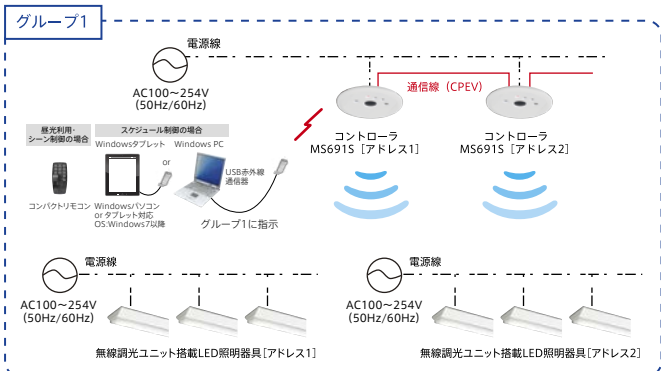 グループ1
電源線
AC100〜254V
(50Hz/60Hz)
通信線（CPEV）
コントローラ
MS691S［アドレス1］
コントローラ
MS691S［アドレス2］
昼光利用・
シーン制御の場合
スケジュール制御の場合
Windowsタブレット
or
Windows PC
USB赤外線
通信器
コンパクトリモコン
Windowsパソコン
or タブレット対応
OS:Windows7以降
グループ1に指示
電源線
AC100〜254V
(50Hz/60Hz)
無線調光ユニット搭載LED照明器具［アドレス1］
電源線
AC100〜254V
(50Hz/60Hz)
無線調光ユニット搭載LED照明器具［アドレス2］